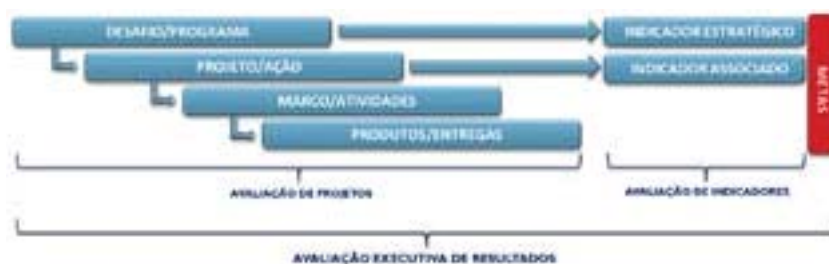 DESAFIO/PROGRAMA
INDICADOR ESTRATÉGICO
PROJETO/AÇÃO
INDICADOR ASSOCIADO
METAS
MARCO/ATIVIDADES
PRODUTOS/ENTREGAS
AVALIAÇÃO DE PROJETOS
AVALIAÇÃO DE INDICADORES
AVALIAÇÃO EXECUTIVA DE RESULTADOS